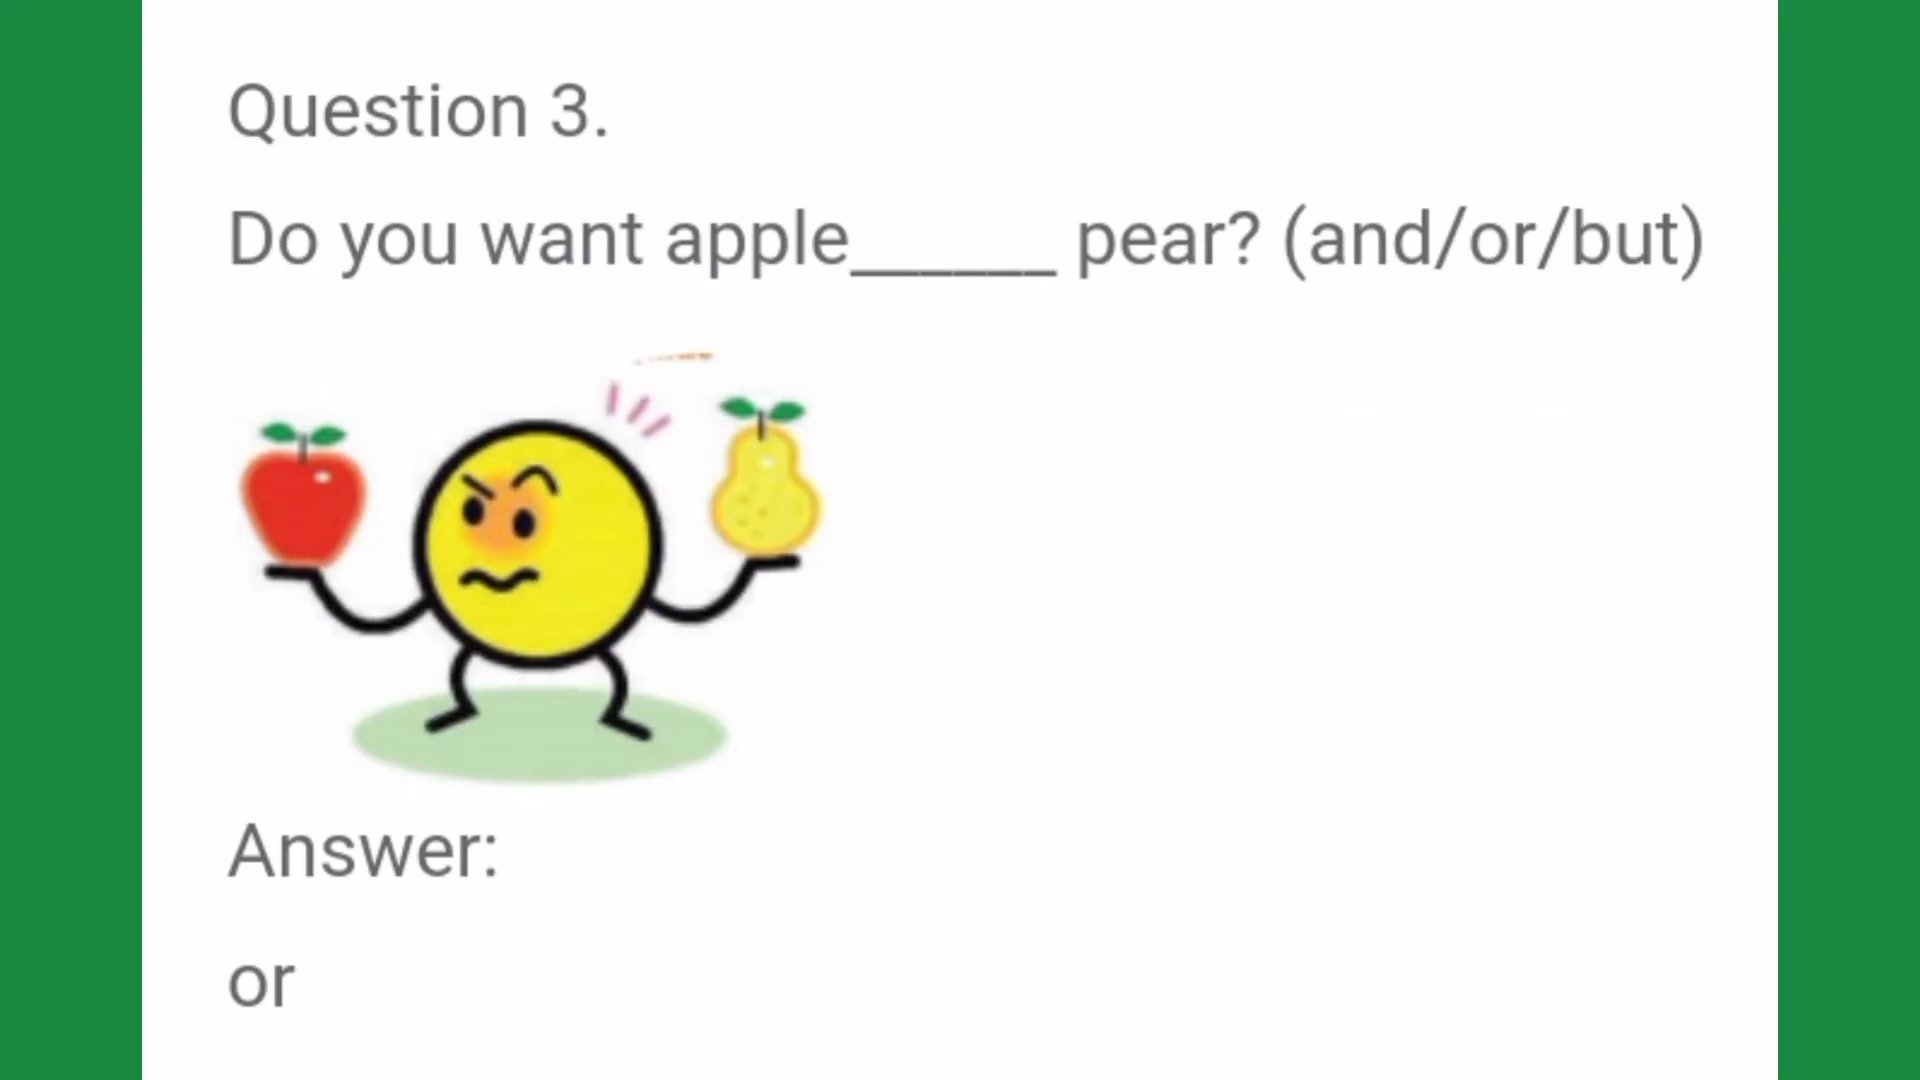 Question 3.
Do you want apple______ pear? (and/or/but)
Answer:
or